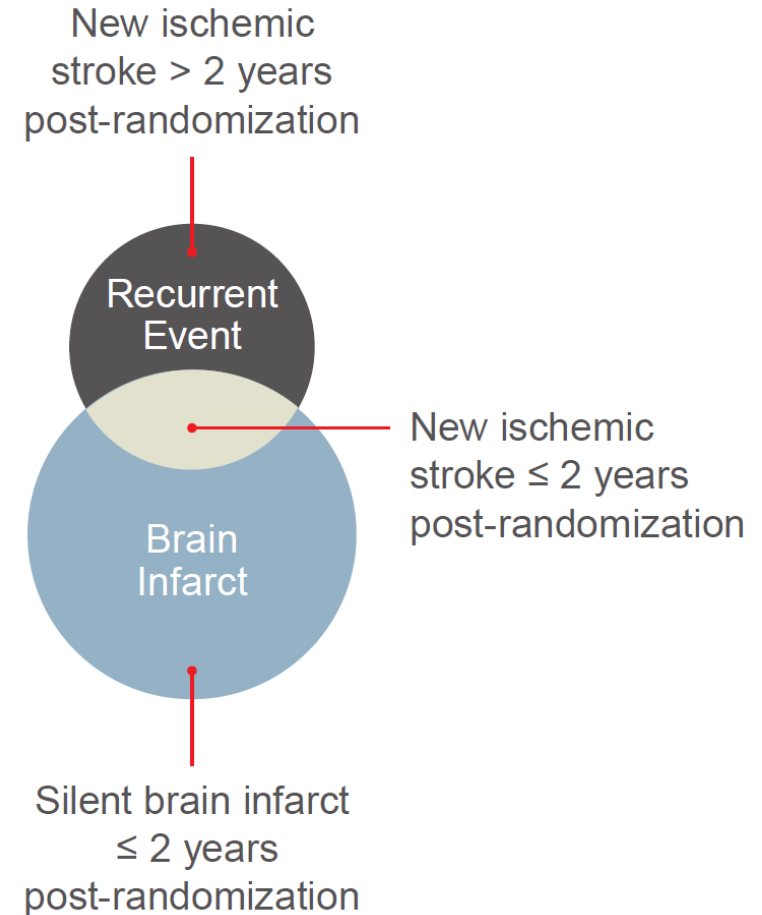 New ischemic
stroke > 2 years
post-randomization
Recurrent
Event
New ischemic
stroke ≤ 2 years
post-randomization
Brain
Infarct
Silent brain infarct
≤ 2 years
post-randomization